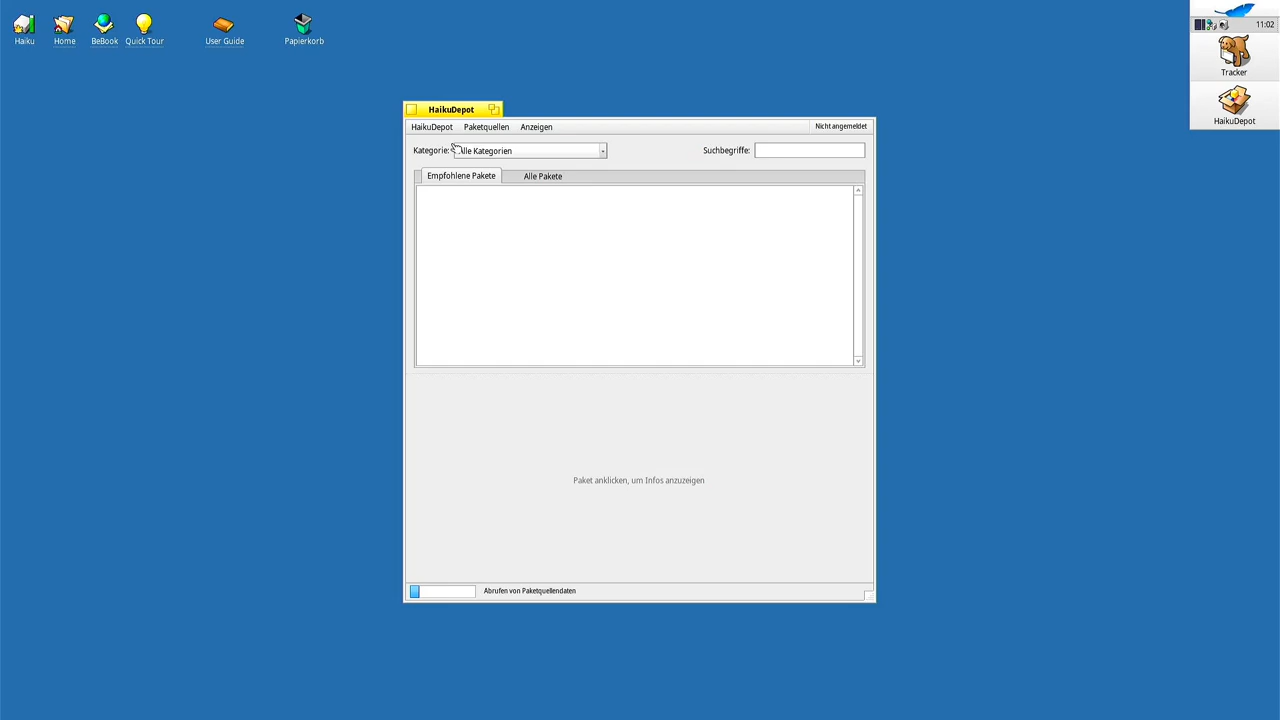 Haiku
Home
BeBook
Quick Tour
User Guide
Papierkorb
11:02
Tracker
HaikuDepot
HaikuDepot
HaikuDepot Paketquellen Anzeigen Nicht angemeldet
Kategorie: Alle Kategorien Suchbegriffe:
Empfohlene Pakete Alle Pakete
Paket anklicken, um Infos anzuzeigen
Abrufen von Paketquellendaten